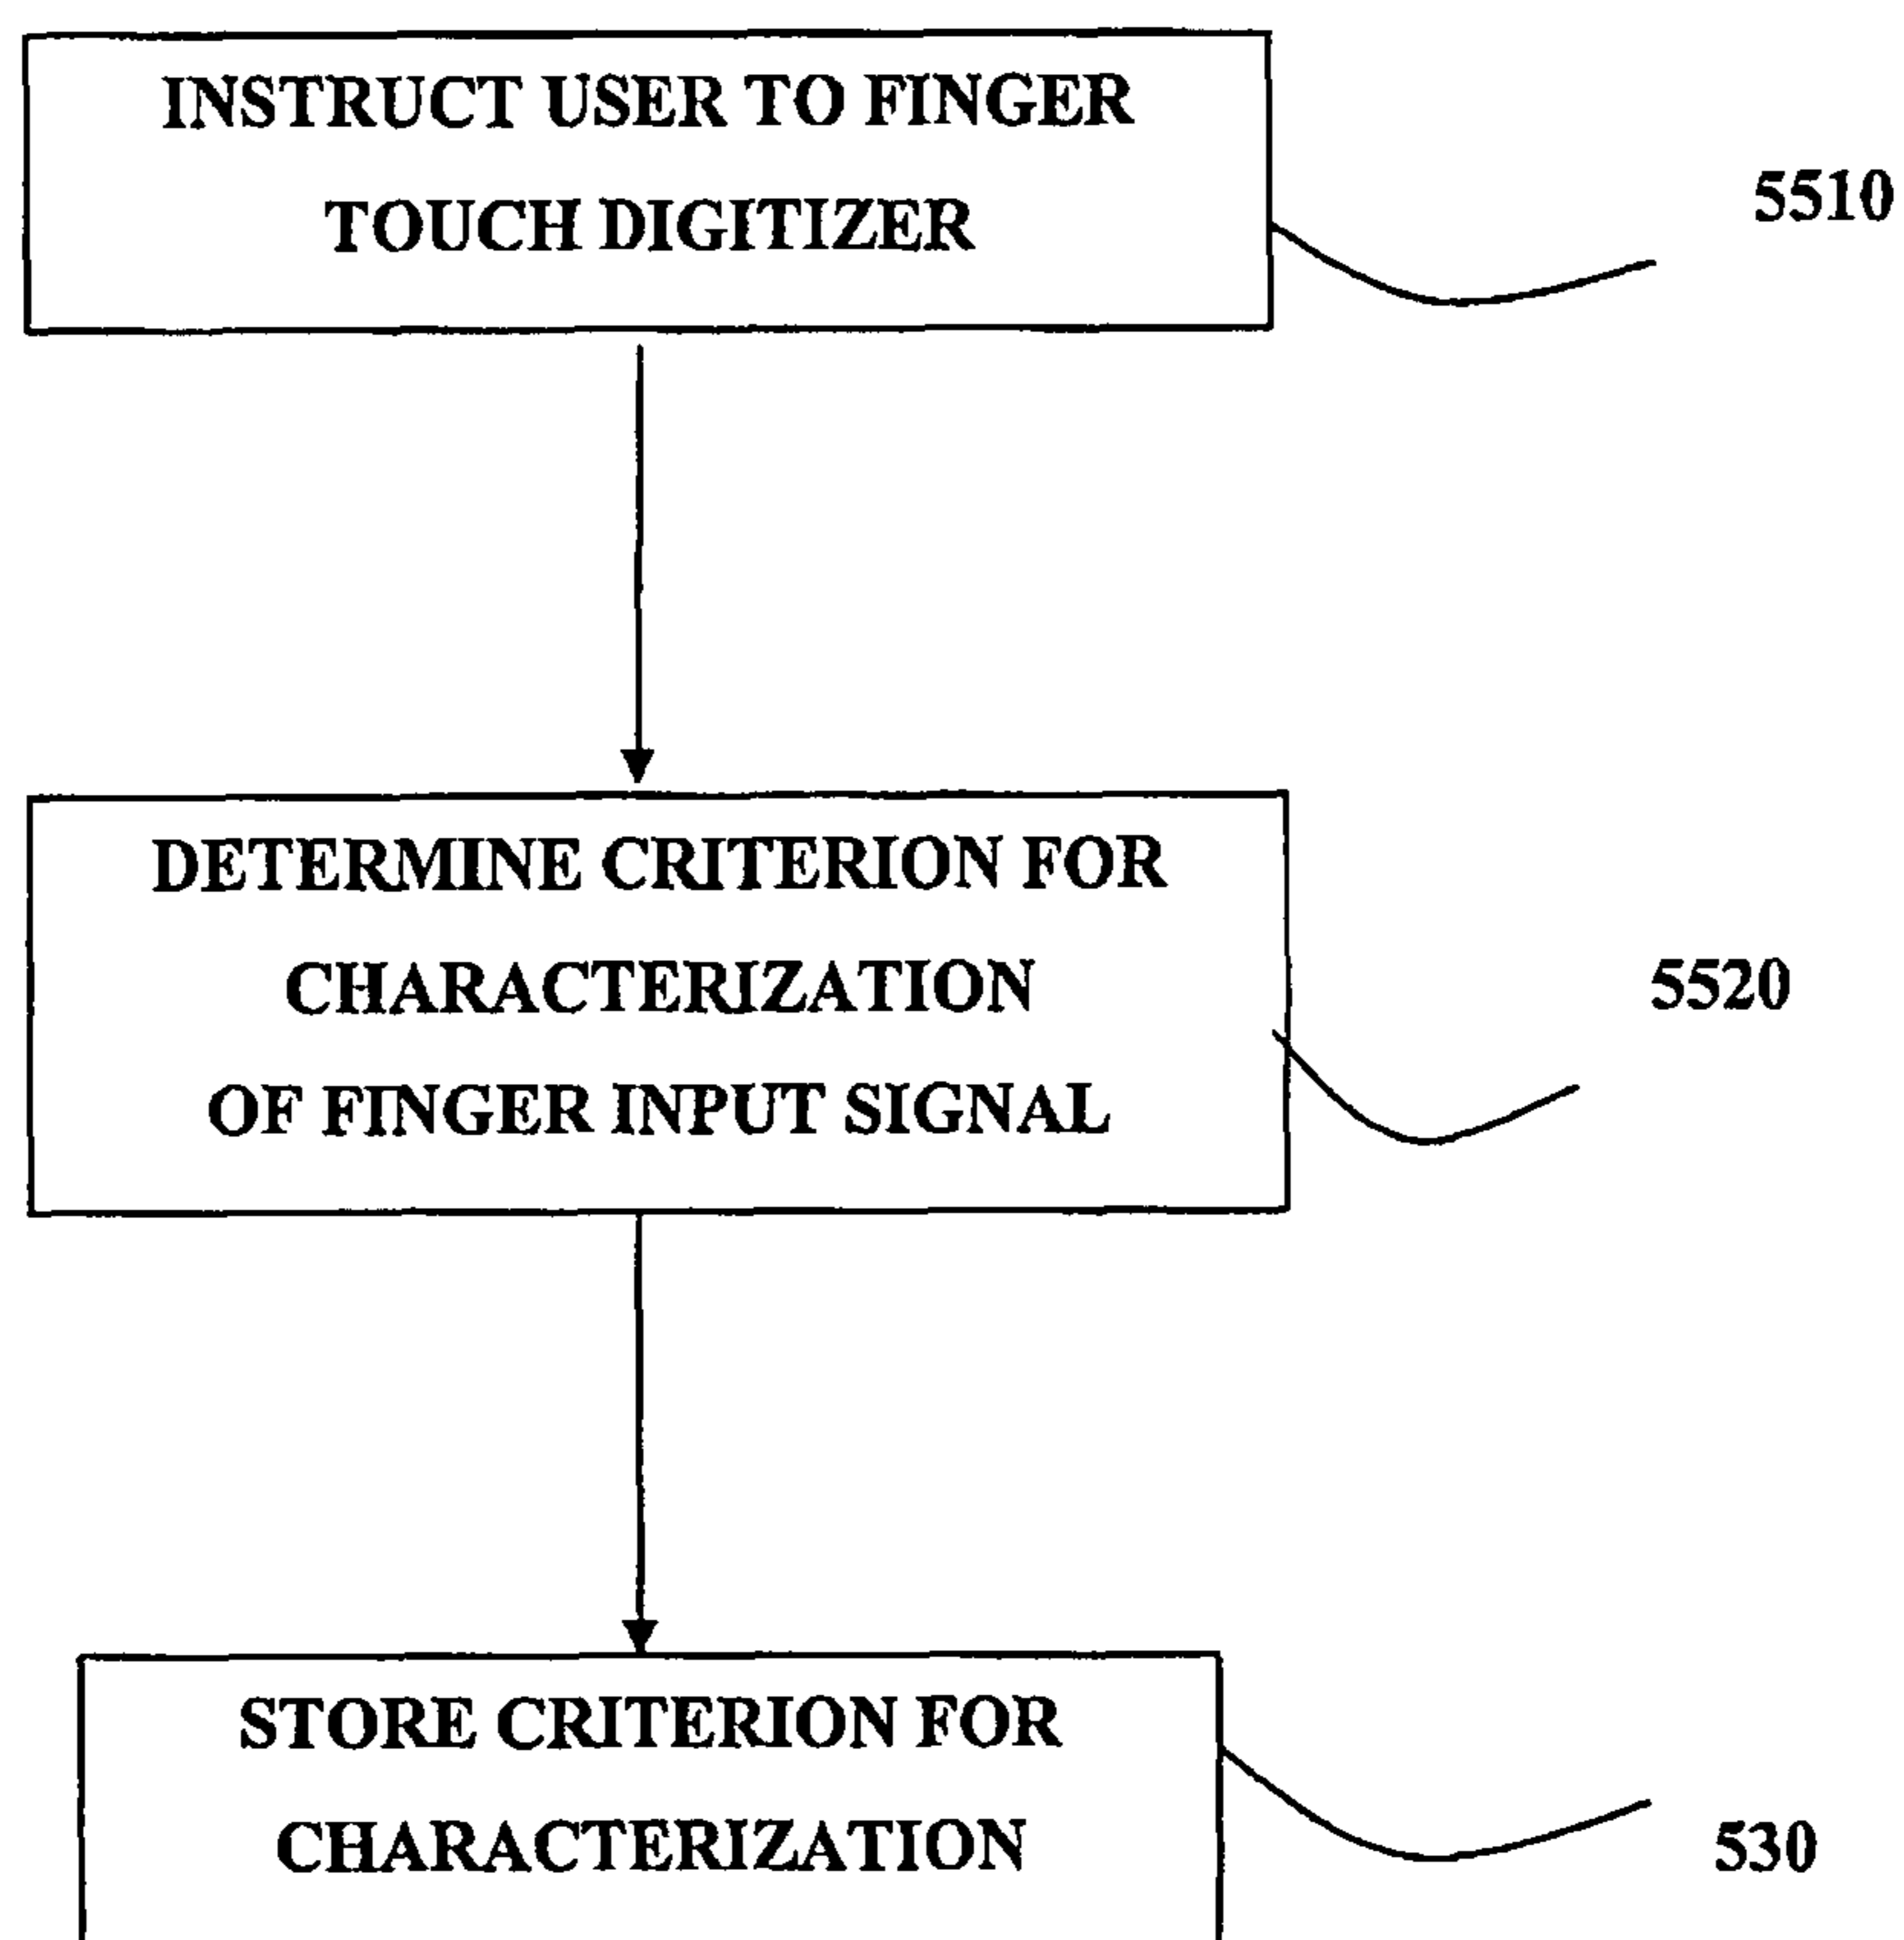 INSTRUCT USER TO FINGER
TOUCH DIGITIZER
5510
DETERMINE CRITERION FOR
CHARACTERIZATION
OF FINGER INPUT SIGNAL
5520
STORE CRITERION FOR
CHARACTERIZATION
530